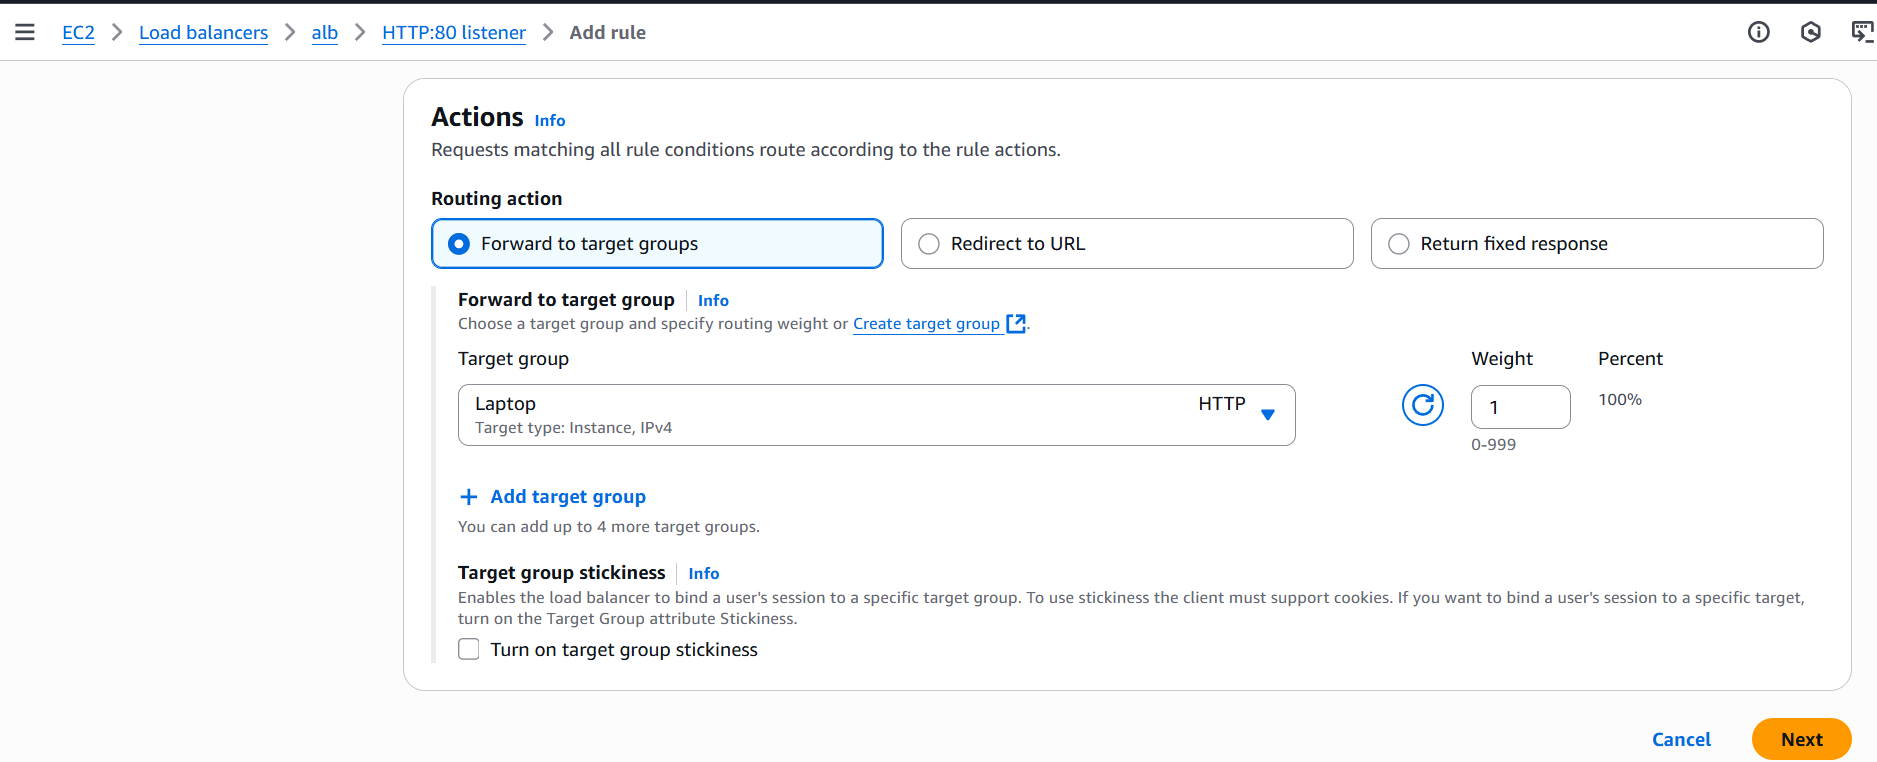 EC2 > Load balancers > alb > HTTP:80 listener > Add rule
Actions Info
Requests matching all rule conditions route according to the rule actions.
Routing action
Forward to target groups
Redirect to URL
Return fixed response
Forward to target group Info
Choose a target group and specify routing weight or Create target group.
Target group
Weight
Percent
Laptop
HTTP
Target type: Instance, IPv4
1
100%
0-999
+ Add target group
You can add up to 4 more target groups.
Target group stickiness Info
Enables the load balancer to bind a user's session to a specific target group. To use stickiness the client must support cookies. If you want to bind a user's session to a specific target,
turn on the Target Group attribute Stickiness.
Turn on target group stickiness
Cancel
Next